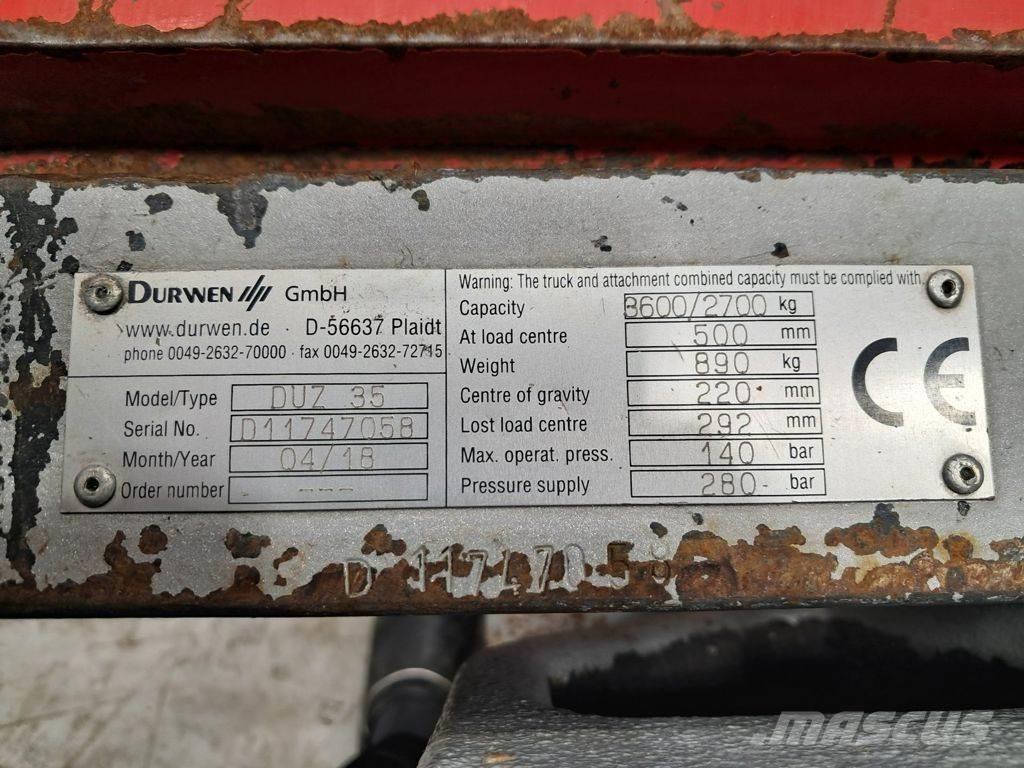 DURWEN GmbH
www.durwen.de · D-56637 Plaidt
phone 0049-2632-70000 · fax 0049-2632-72715
Model/Type DUZ 35
Serial No. D11747058
Month/Year 04/18
Order number ---
Warning: The truck and attachment combined capacity must be complied with.
Capacity 3600/2700 kg
At load centre 500 mm
Weight 890 kg
Centre of gravity 220 mm
Lost load centre 292 mm
Max. operat. press. 140 bar
Pressure supply 280 bar
CE
D 11747058
MASCUS